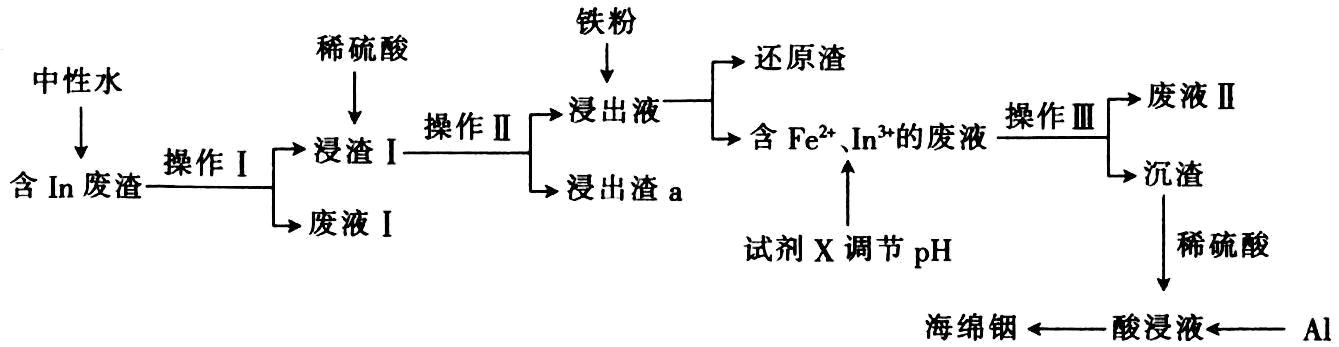 铁粉
稀硫酸
中性水
还原渣
废液Ⅱ
操作Ⅱ
浸出液
操作Ⅲ
浸渣Ⅰ
含 Fe²⁺、In³⁺的废液
操作Ⅰ
含 In 废渣
浸出渣 a
沉渣
废液Ⅰ
试剂 X 调节 pH
稀硫酸
海绵铟
酸浸液
Al